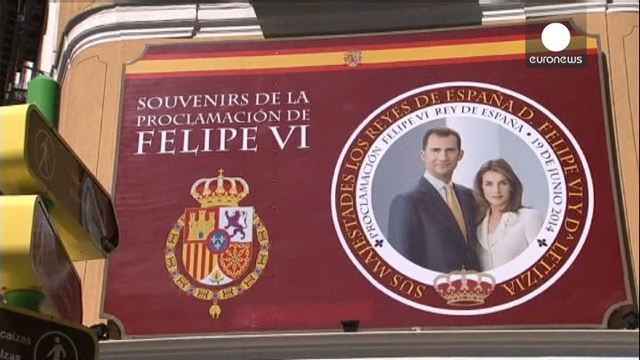 euronews
SOUVENIRS DE LA
PROCLAMACIÓN DE
FELIPE VI
SUS MAJESTADES LOS REYES DE ESPAÑA D. FELIPE VI Y Dª LETIZIA
PROCLAMACIÓN FELIPE VI REY DE ESPAÑA · 19 DE JUNIO 2014